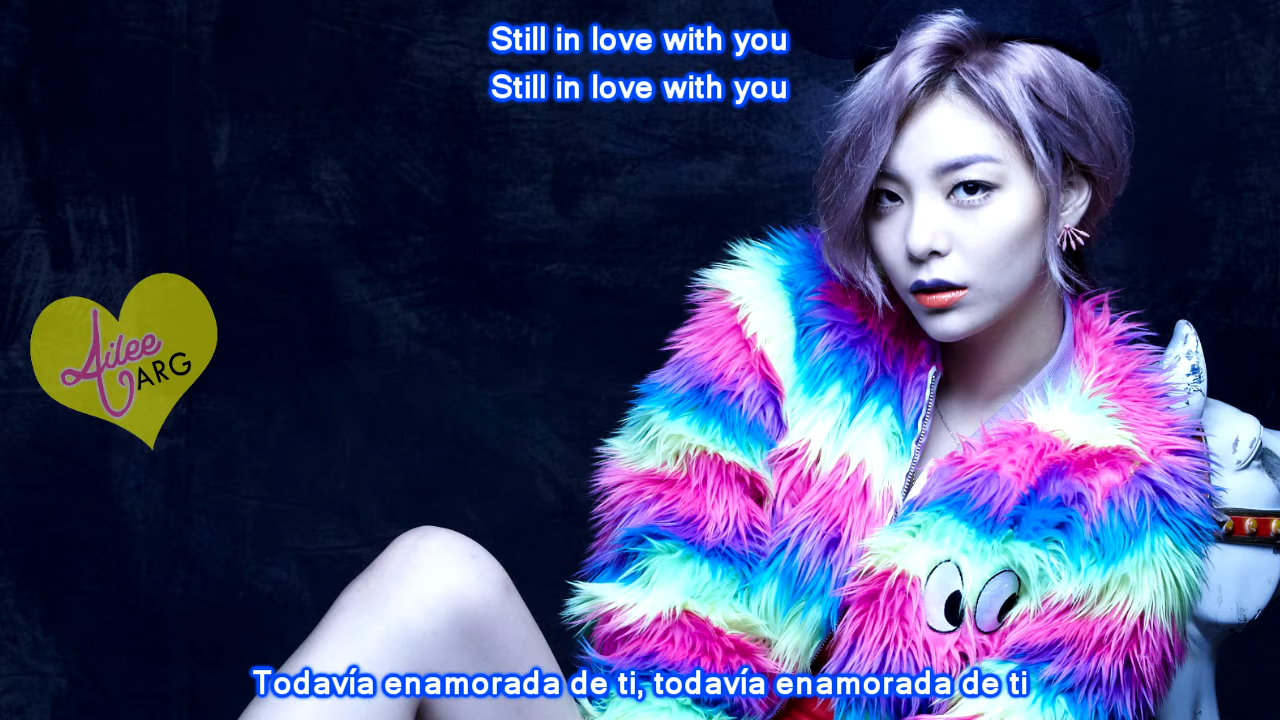 Still in love with you
Still in love with you
Ailee
ARG
Todavía enamorada de ti, todavía enamorada de ti